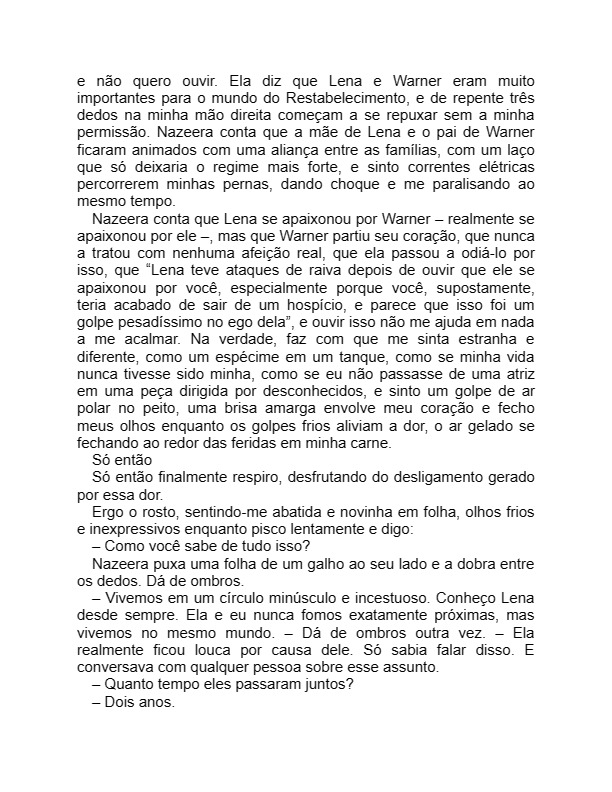 e não quero ouvir. Ela diz que Lena e Warner eram muito
importantes para o mundo do Restabelecimento, e de repente três
dedos na minha mão direita começam a se repuxar sem a minha
permissão. Nazeera conta que a mãe de Lena e o pai de Warner
ficaram animados com uma aliança entre as famílias, com um laço
que só deixaria o regime mais forte, e sinto correntes elétricas
percorrerem minhas pernas, dando choque e me paralisando ao
mesmo tempo.
Nazeera conta que Lena se apaixonou por Warner – realmente se
apaixonou por ele –, mas que Warner partiu seu coração, que nunca
a tratou com nenhuma afeição real, que ela passou a odiá-lo por
isso, que “Lena teve ataques de raiva depois de ouvir que ele se
apaixonou por você, especialmente porque você, supostamente,
teria acabado de sair de um hospício, e parece que isso foi um
golpe pesadíssimo no ego dela”, e ouvir isso não me ajuda em nada
a me acalmar. Na verdade, faz com que me sinta estranha e
diferente, como um espécime em um tanque, como se minha vida
nunca tivesse sido minha, como se eu não passasse de uma atriz
em uma peça dirigida por desconhecidos, e sinto um golpe de ar
polar no peito, uma brisa amarga envolve meu coração e fecho
meus olhos enquanto os golpes frios aliviam a dor, o ar gelado se
fechando ao redor das feridas em minha carne.
Só então
Só então finalmente respiro, desfrutando do desligamento gerado
por essa dor.
Ergo o rosto, sentindo-me abatida e novinha em folha, olhos frios
e inexpressivos enquanto pisco lentamente e digo:
– Como você sabe de tudo isso?
Nazeera puxa uma folha de um galho ao seu lado e a dobra entre
os dedos. Dá de ombros.
– Vivemos em um círculo minúsculo e incestuoso. Conheço Lena
desde sempre. Ela e eu nunca fomos exatamente próximas, mas
vivemos no mesmo mundo. – Dá de ombros outra vez. – Ela
realmente ficou louca por causa dele. Só sabia falar disso. E
conversava com qualquer pessoa sobre esse assunto.
– Quanto tempo eles passaram juntos?
– Dois anos.